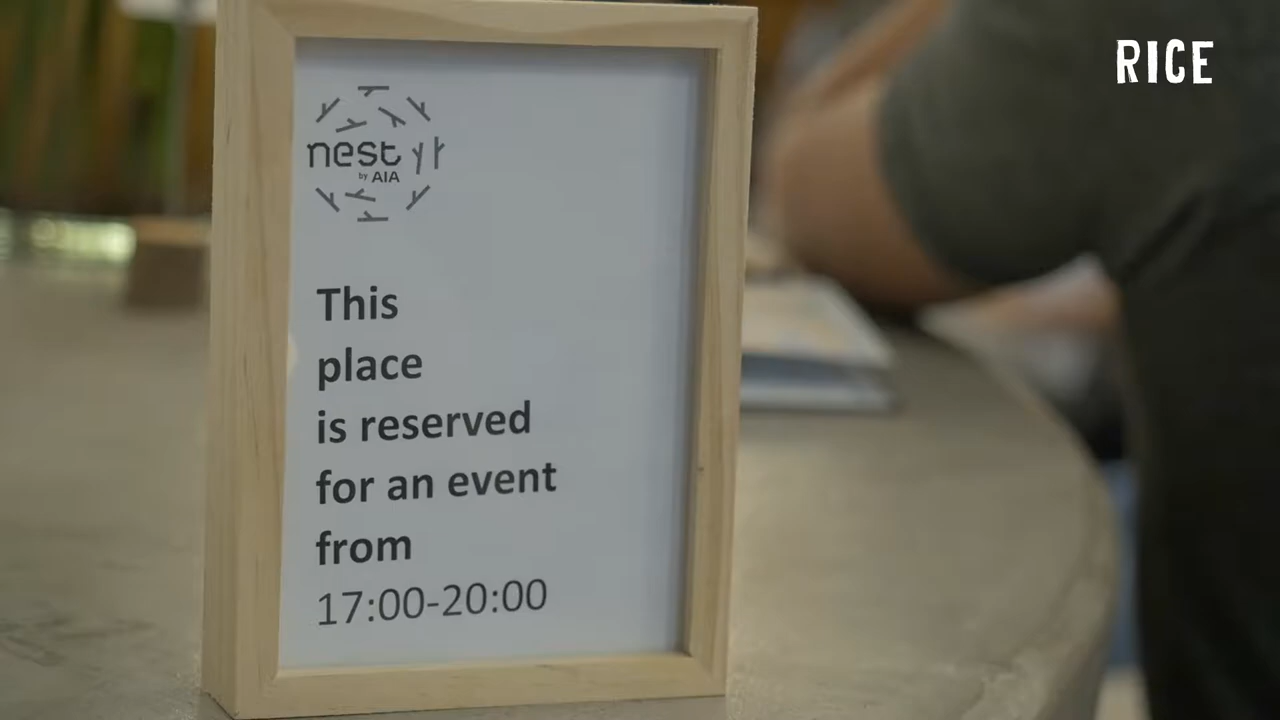 RICE
nest
by AIA
This
place
is reserved
for an event
from
17:00-20:00